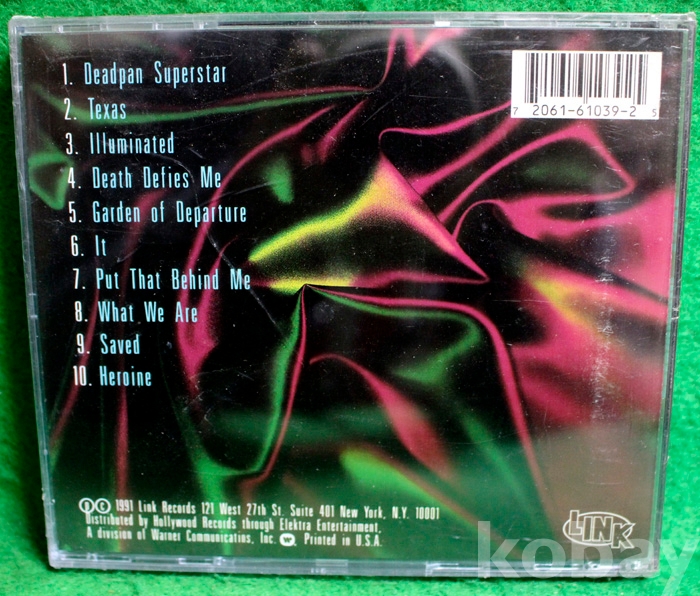 1. Deadpan Superstar
2. Texas
3. Illuminated
4. Death Defies Me
5. Garden of Departure
6. It
7. Put That Behind Me
8. What We Are
9. Saved
10. Heroine
7 2061-61039-2 5
Ⓟ © 1991 Link Records 121 West 27th St. Suite 401 New York, N.Y. 10001
Distributed by Hollywood Records through Elektra Entertainment,
A division of Warner Communicatins, Inc. Printed in U.S.A.
LINK
kobay